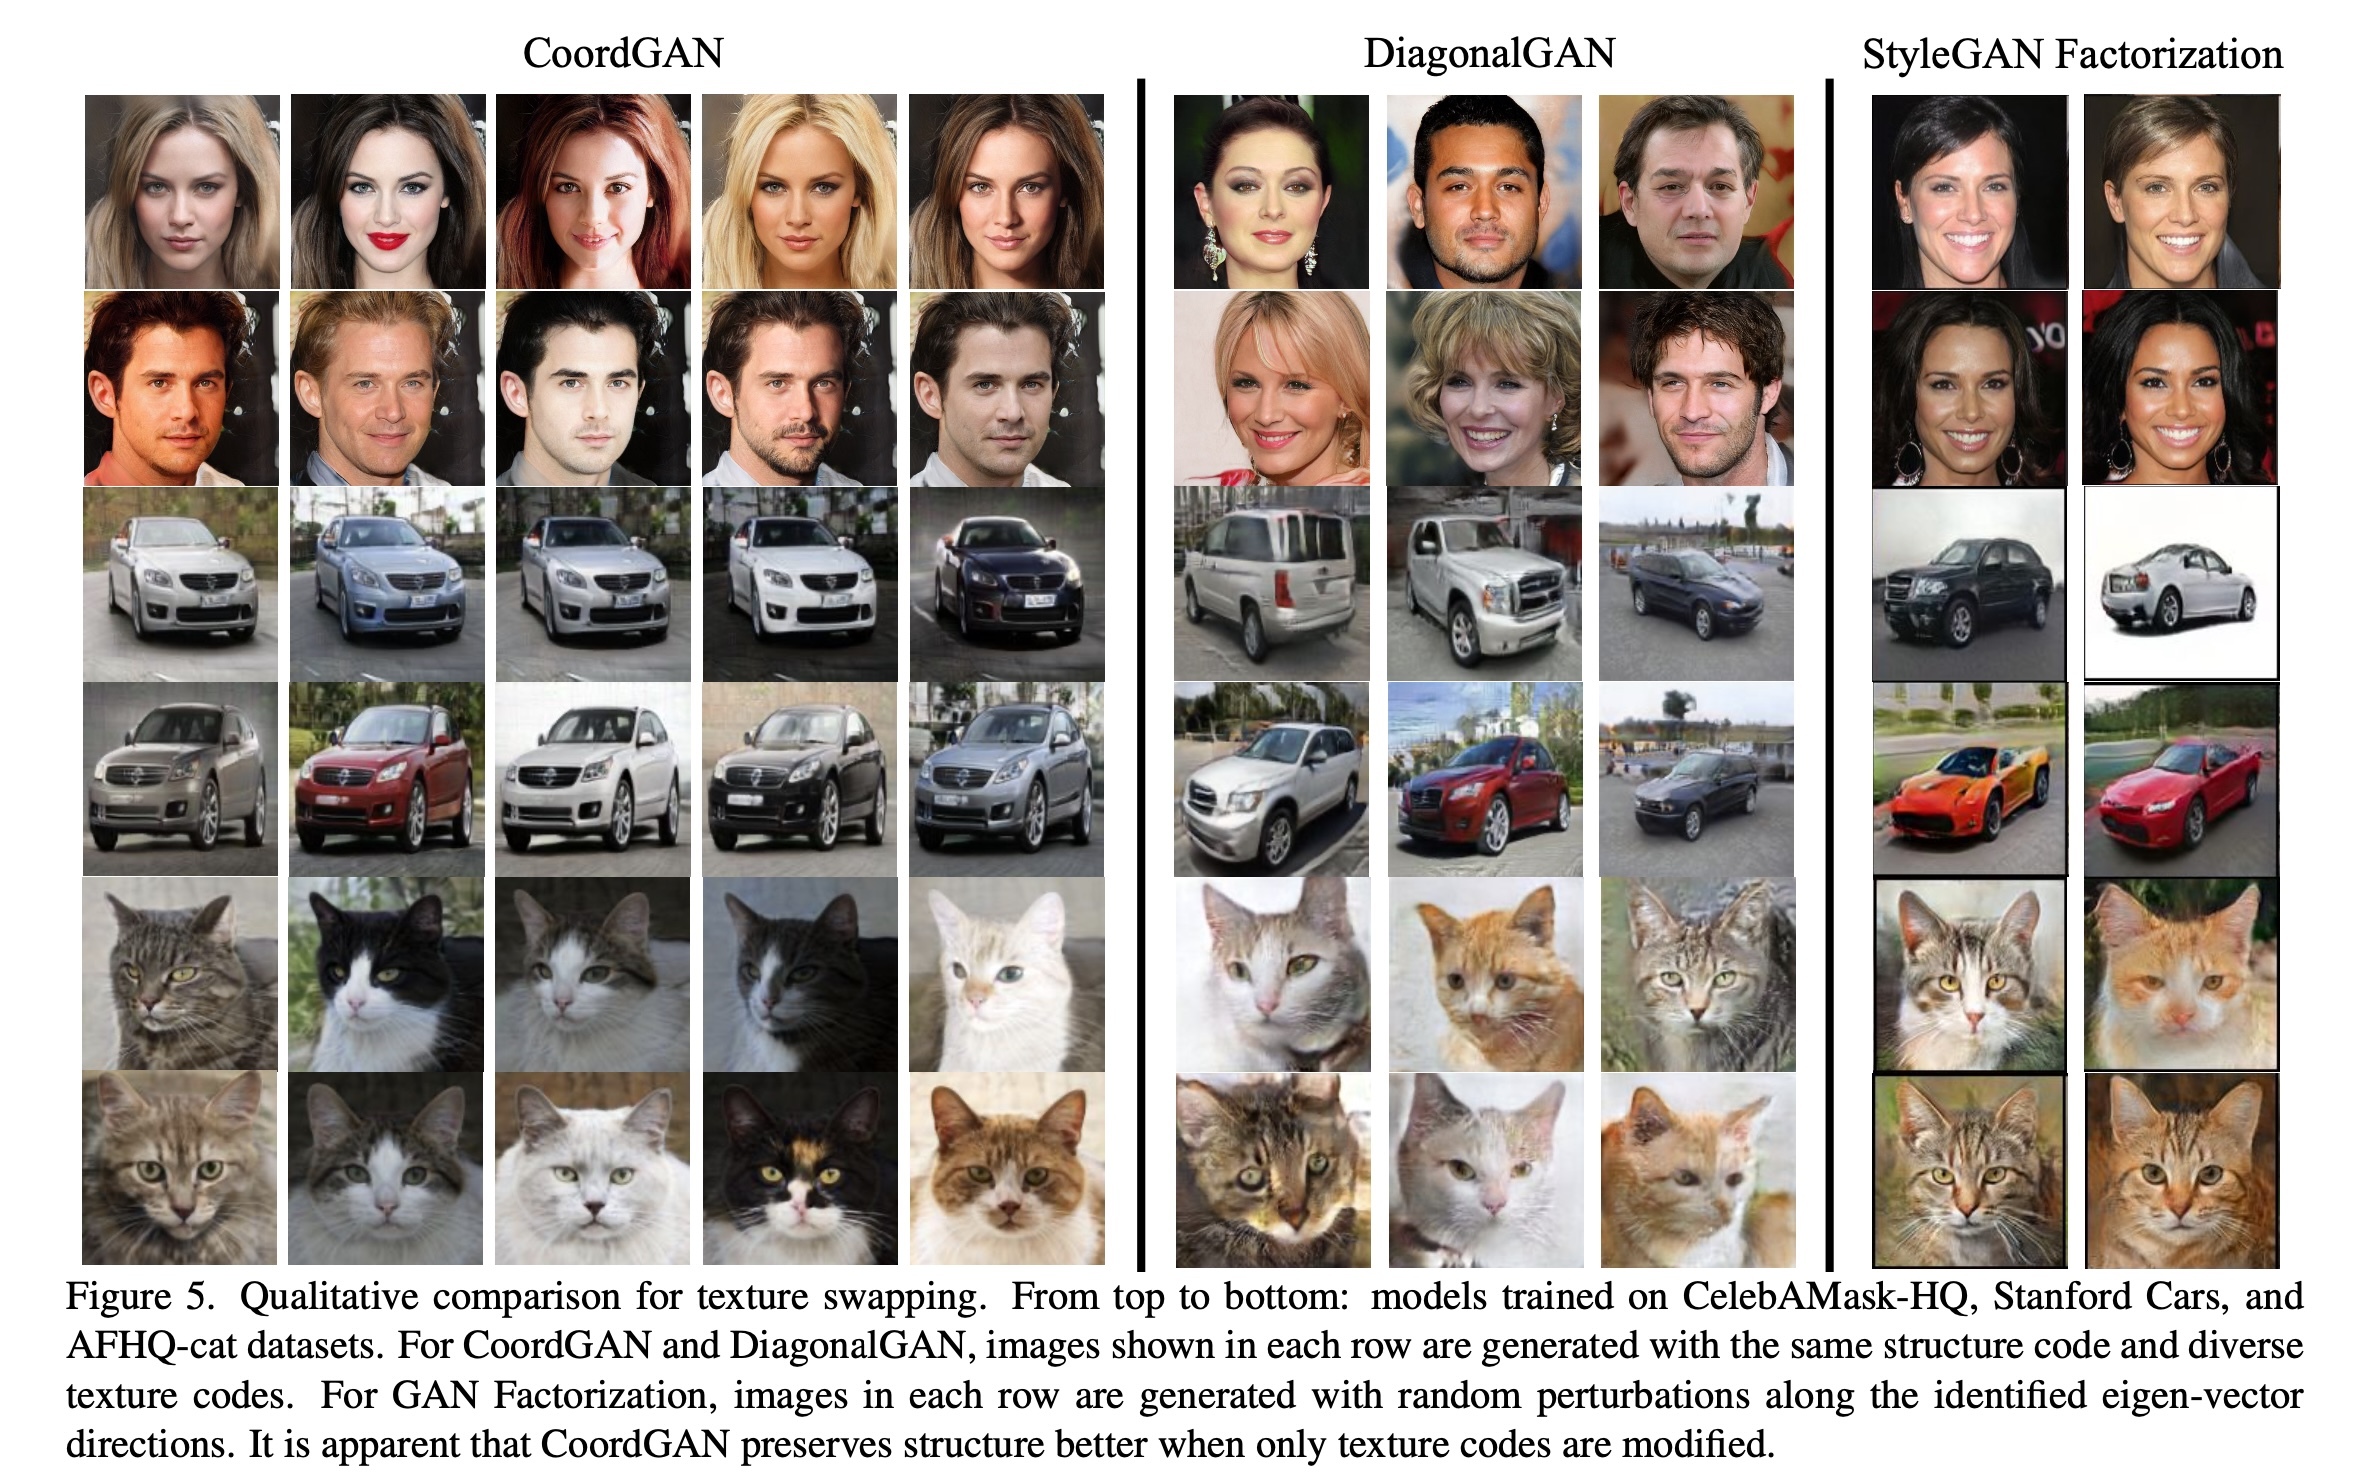 CoordGAN
DiagonalGAN
StyleGAN Factorization
Figure 5. Qualitative comparison for texture swapping. From top to bottom: models trained on CelebAMask-HQ, Stanford Cars, and
AFHQ-cat datasets. For CoordGAN and DiagonalGAN, images shown in each row are generated with the same structure code and diverse
texture codes. For GAN Factorization, images in each row are generated with random perturbations along the identified eigen-vector
directions. It is apparent that CoordGAN preserves structure better when only texture codes are modified.